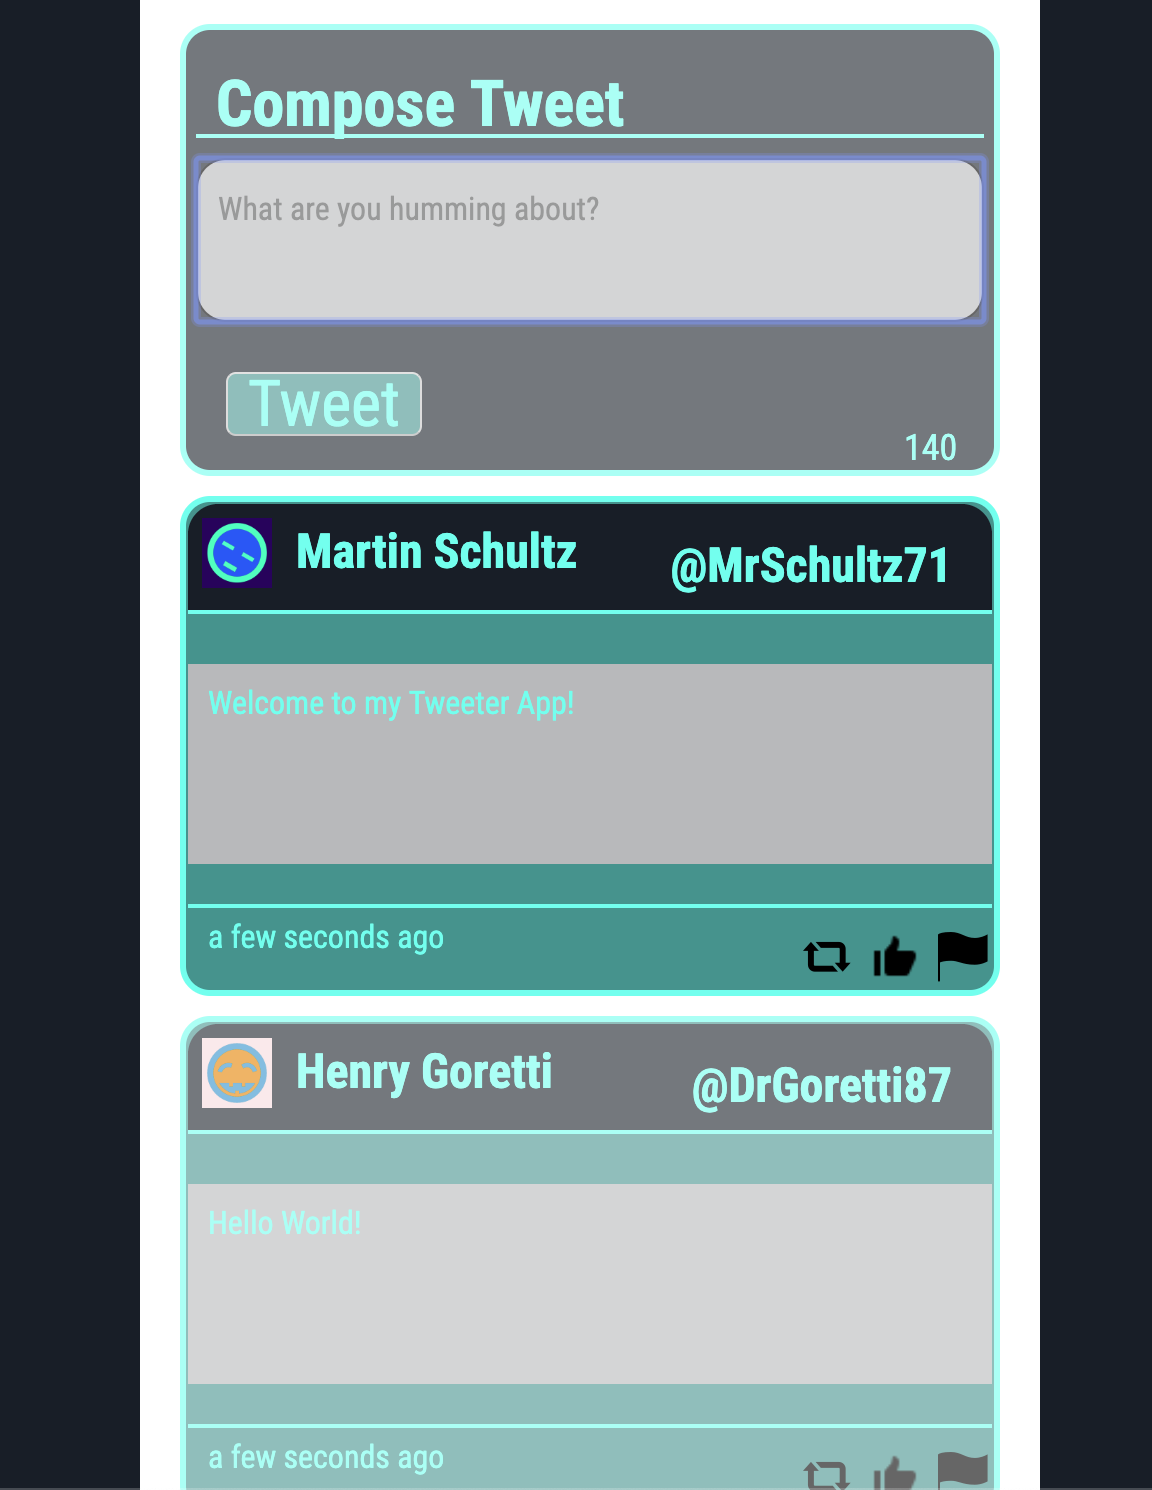 Compose Tweet
What are you humming about?
Tweet
140
Martin Schultz @MrSchultz71
Welcome to my Tweeter App!
a few seconds ago
Henry Goretti @DrGoretti87
Hello World!
a few seconds ago